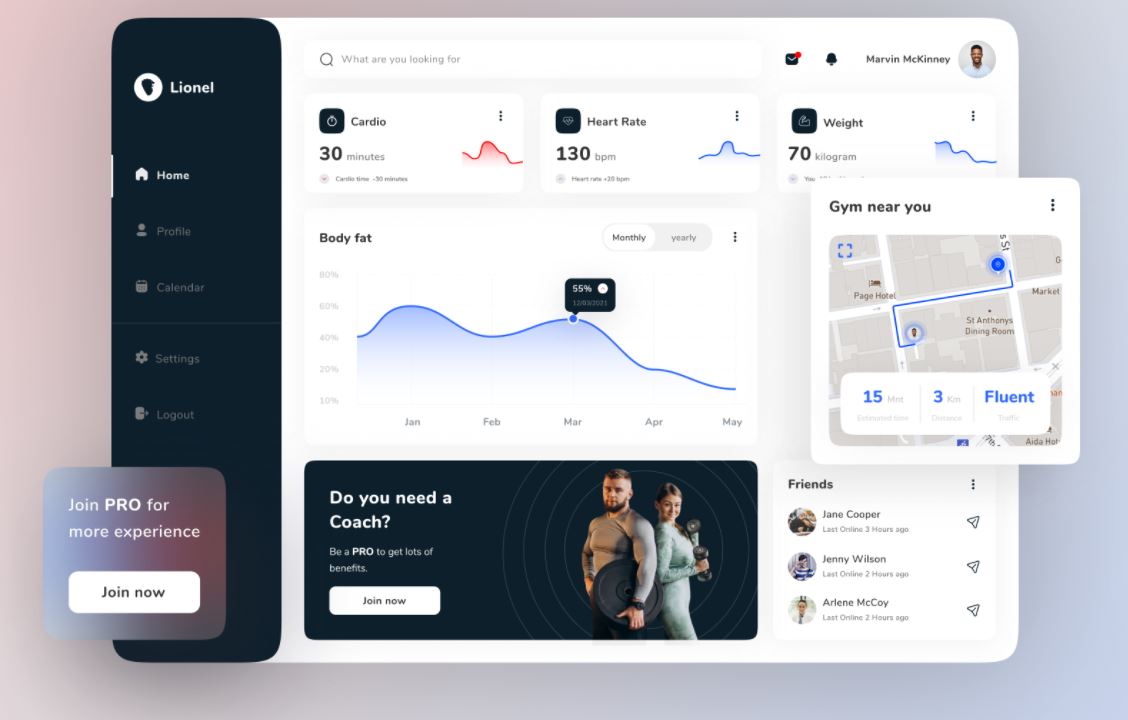 Lionel
Home
Profile
Calendar
Settings
Logout
Join PRO for
more experience
Join now
What are you looking for
Marvin McKinney
Cardio
30 minutes
Cardio time -30 minutes
Heart Rate
130 bpm
Heart rate +20 bpm
Weight
70 kilogram
You
Body fat
Monthly
yearly
80%
60%
40%
20%
10%
55%
12/03/2021
Jan
Feb
Mar
Apr
May
Gym near you
s St
Page Hotel
Market
St Anthonys
Dining Room
15 Mnt
Estimated time
3 Km
Distance
Fluent
Traffic
Aida Hot
Do you need a
Coach?
Be a PRO to get lots of
benefits.
Join now
Friends
Jane Cooper
Last Online 3 Hours ago
Jenny Wilson
Last Online 2 Hours ago
Arlene McCoy
Last Online 2 Hours ago